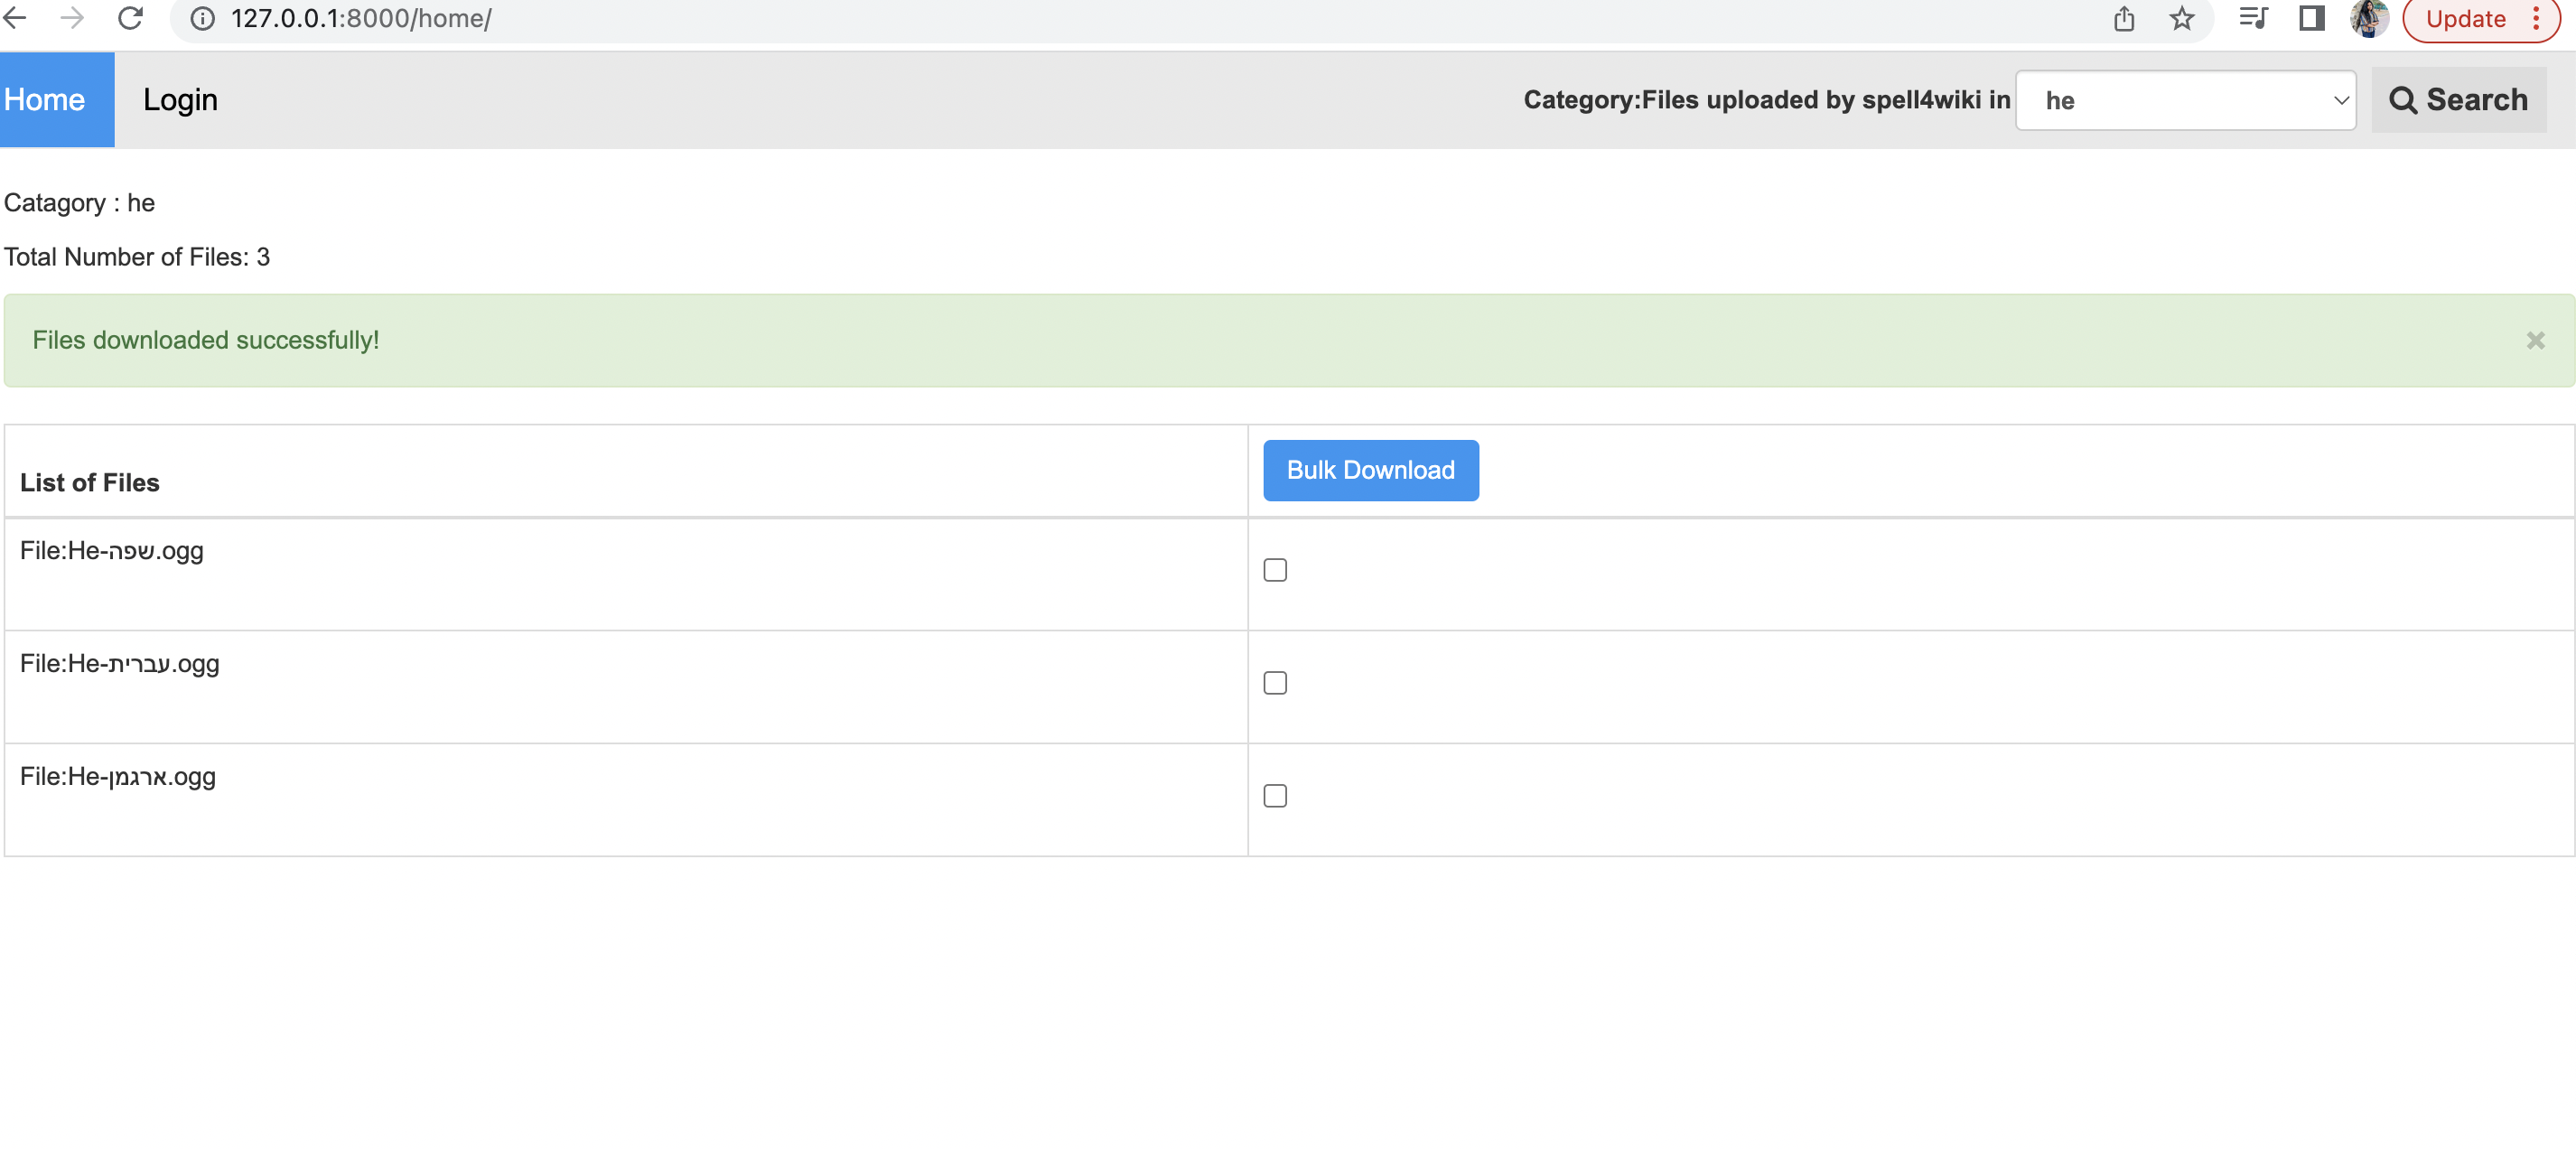 127.0.0.1:8000/home/
Update
Home
Login
Category:Files uploaded by spell4wiki in
he
Search
Catagory : he
Total Number of Files: 3
Files downloaded successfully!
×
List of Files
Bulk Download
File:He-שפה.ogg
File:He-עברית.ogg
File:He-ארגמן.ogg